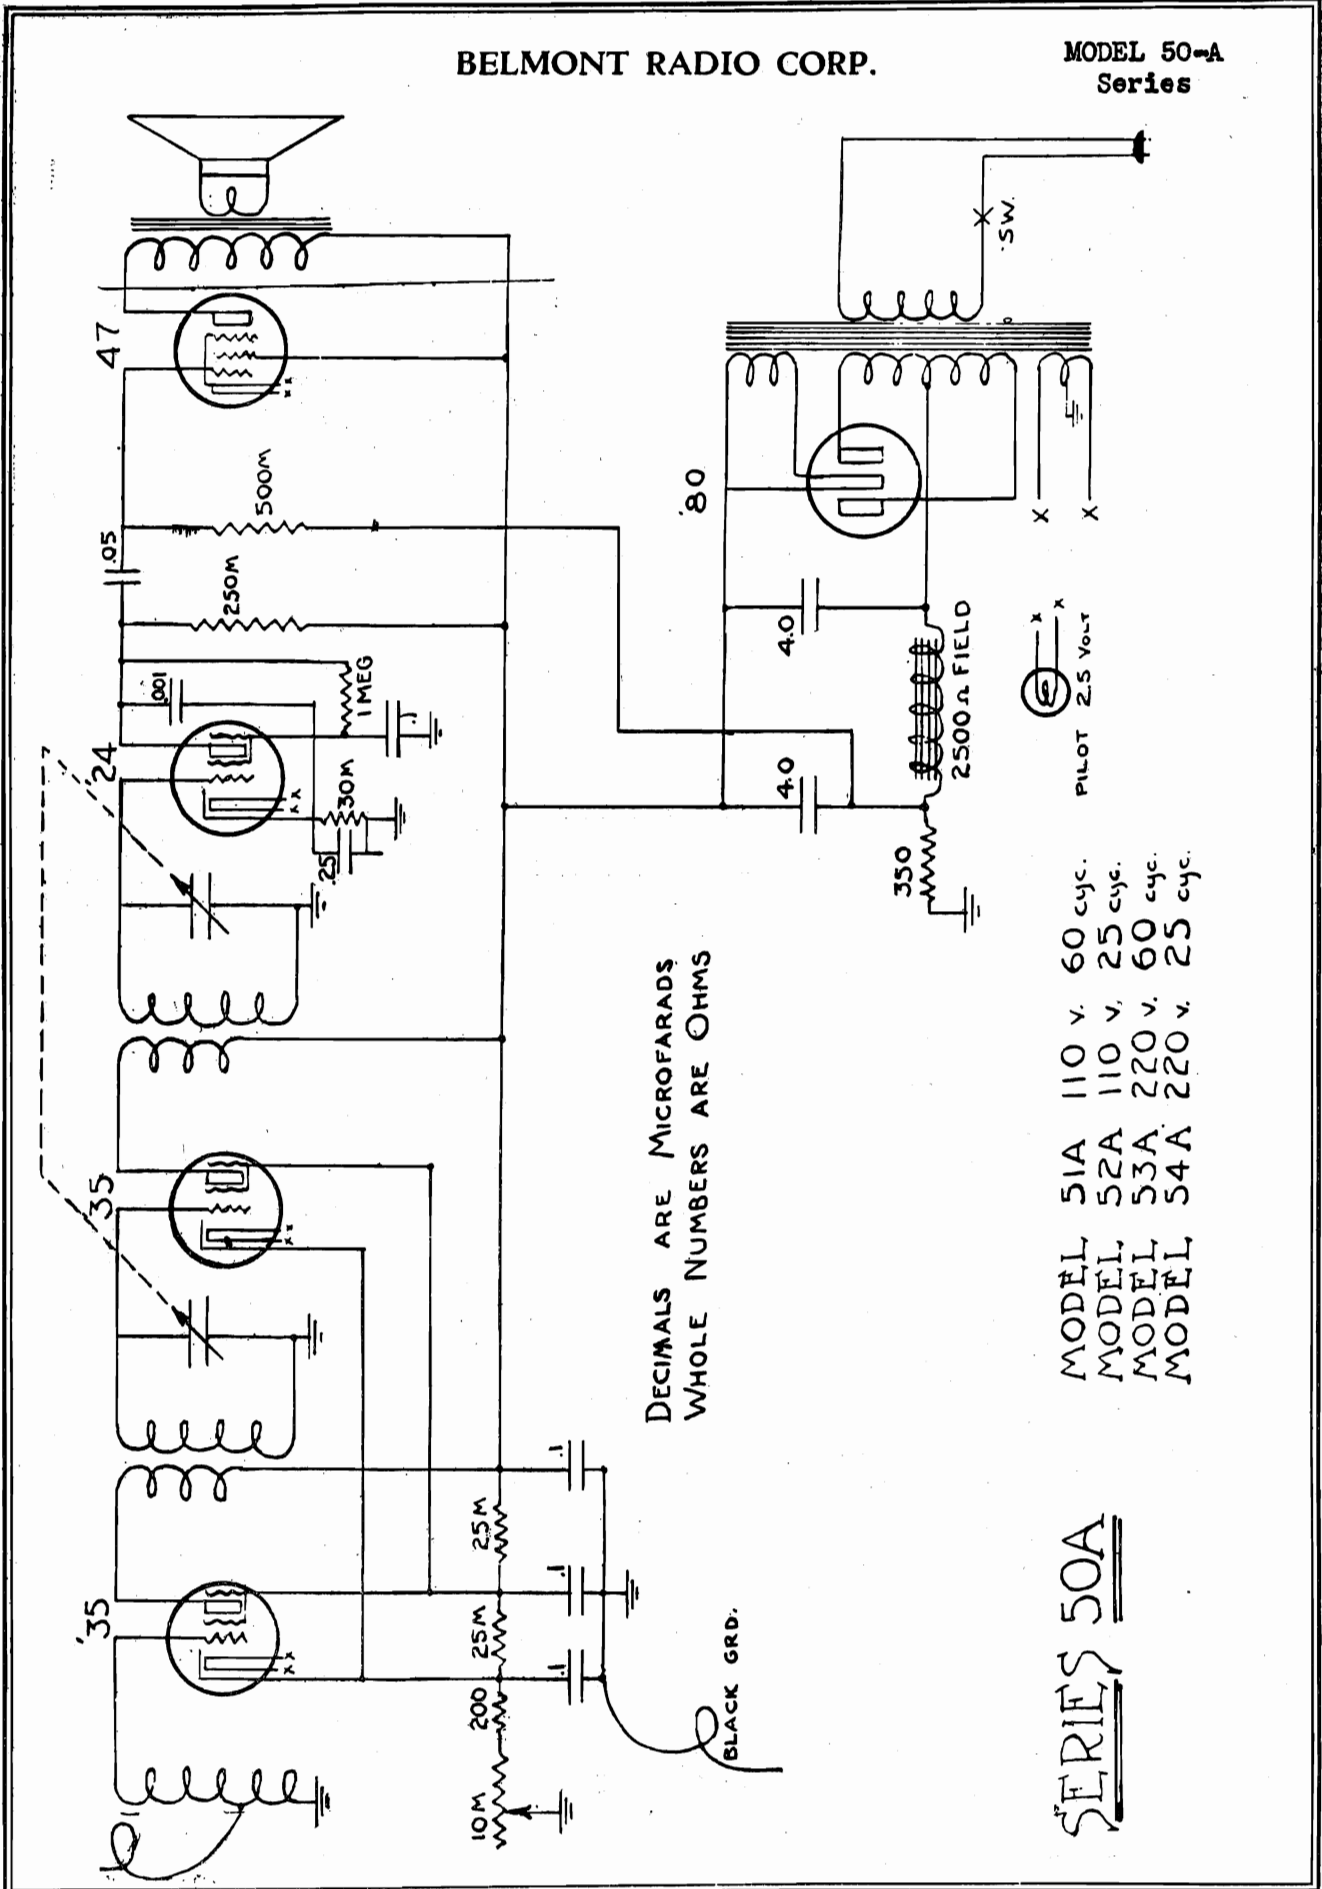 BELMONT RADIO CORP.
MODEL 50-A
Series
47
500M
.05
250M
.001
1 MEG
24
.1
30M
.25
35
'35
25M
25M
200
10M
.1
.1
.1
BLACK GRD.
SW.
'80
4.0
4.0
2500Ω FIELD
350
X
X
x
x
PILOT 2.5 VOLT
DECIMALS ARE MICROFARADS
WHOLE NUMBERS ARE OHMS
MODEL 51A 110 v. 60 cyc.
MODEL 52A 110 v. 25 cyc.
MODEL 53A 220 v. 60 cyc.
MODEL 54A 220 v. 25 cyc.
SERIES 50A